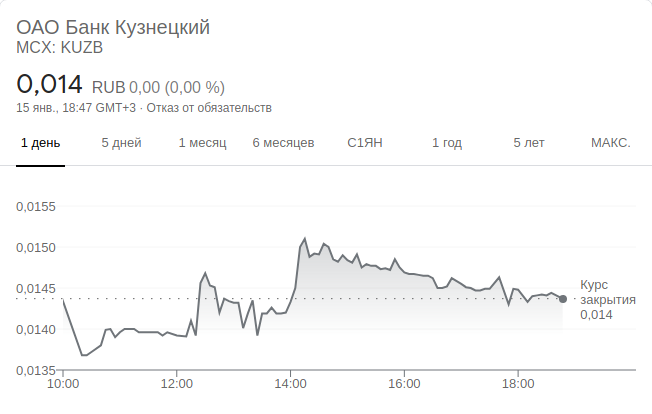 ОАО Банк Кузнецкий
MCX: KUZB
0,014 RUB 0,00 (0,00 %)
15 янв., 18:47 GMT+3 · Отказ от обязательств
1 день 5 дней 1 месяц 6 месяцев С1ЯН 1 год 5 лет МАКС.
0,0155
0,0150
0,0145
0,0140
0,0135
Курс
закрытия
0,014
10:00 12:00 14:00 16:00 18:00